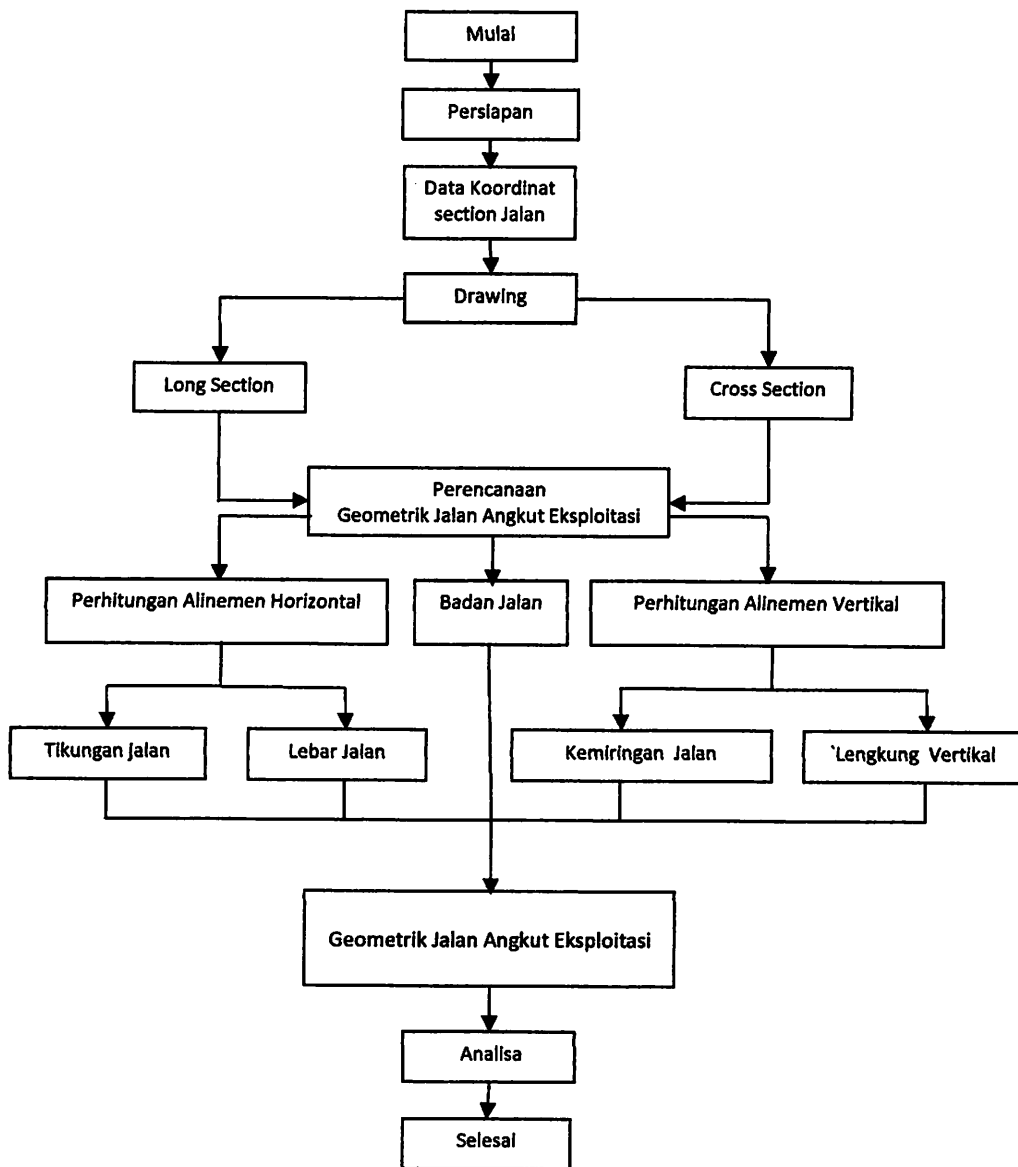 Mulai
Persiapan
Data Koordinat
section Jalan
Drawing
Long Section
Cross Section
Perencanaan
Geometrik Jalan Angkut Eksploitasi
Perhitungan Alinemen Horizontal
Badan Jalan
Perhitungan Alinemen Vertikal
Tikungan jalan
Lebar Jalan
Kemiringan Jalan
`Lengkung Vertikal
Geometrik Jalan Angkut Eksploitasi
Analisa
Selesai